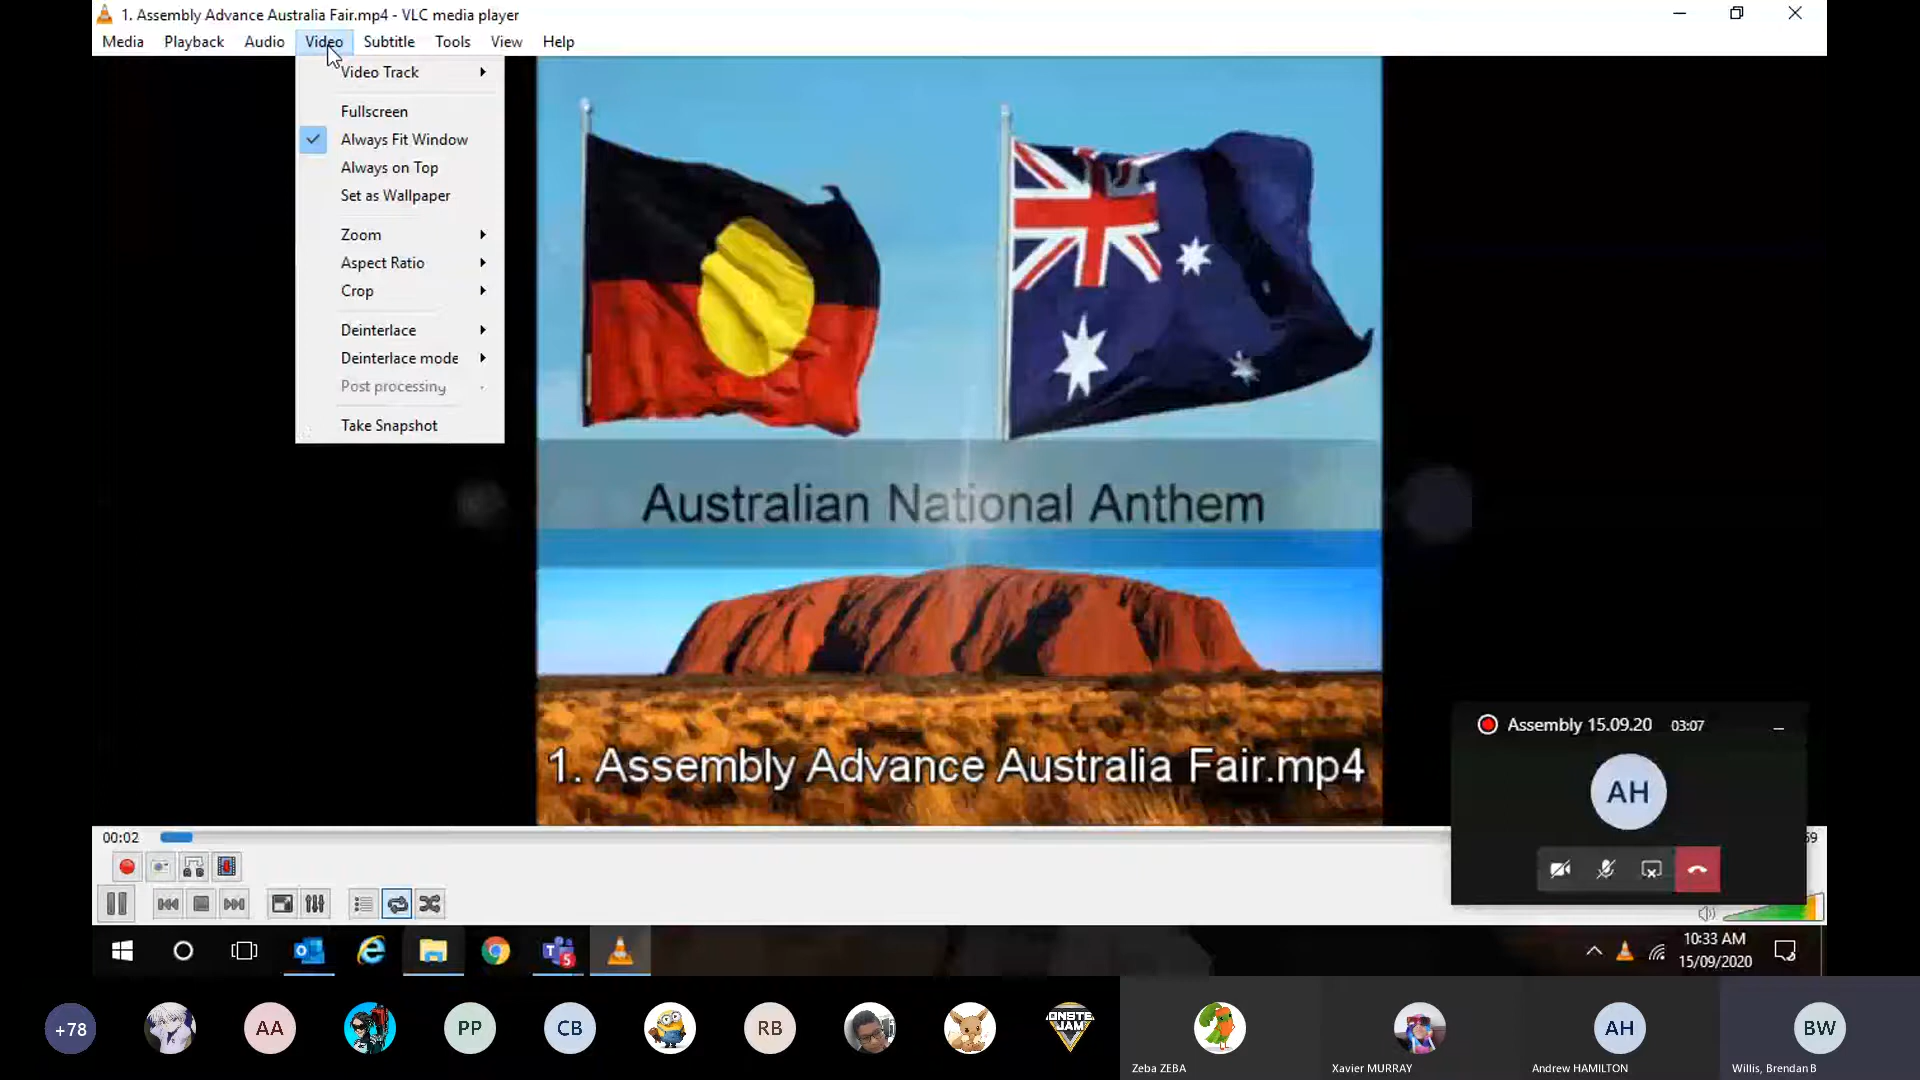 1. Assembly Advance Australia Fair.mp4 - VLC media player
Media Playback Audio Video Subtitle Tools View Help
Video Track
Fullscreen
Always Fit Window
Always on Top
Set as Wallpaper
Zoom
Aspect Ratio
Crop
Deinterlace
Deinterlace mode
Post processing
Take Snapshot
Australian National Anthem
1. Assembly Advance Australia Fair.mp4
Assembly 15.09.20 03:07
AH
00:02
5
10:33 AM
15/09/2020
+78
AA
PP
CB
RB
ONSTE
JAM
AH
BW
Zeba ZEBA
Xavier MURRAY
Andrew HAMILTON
Willis, Brendan B